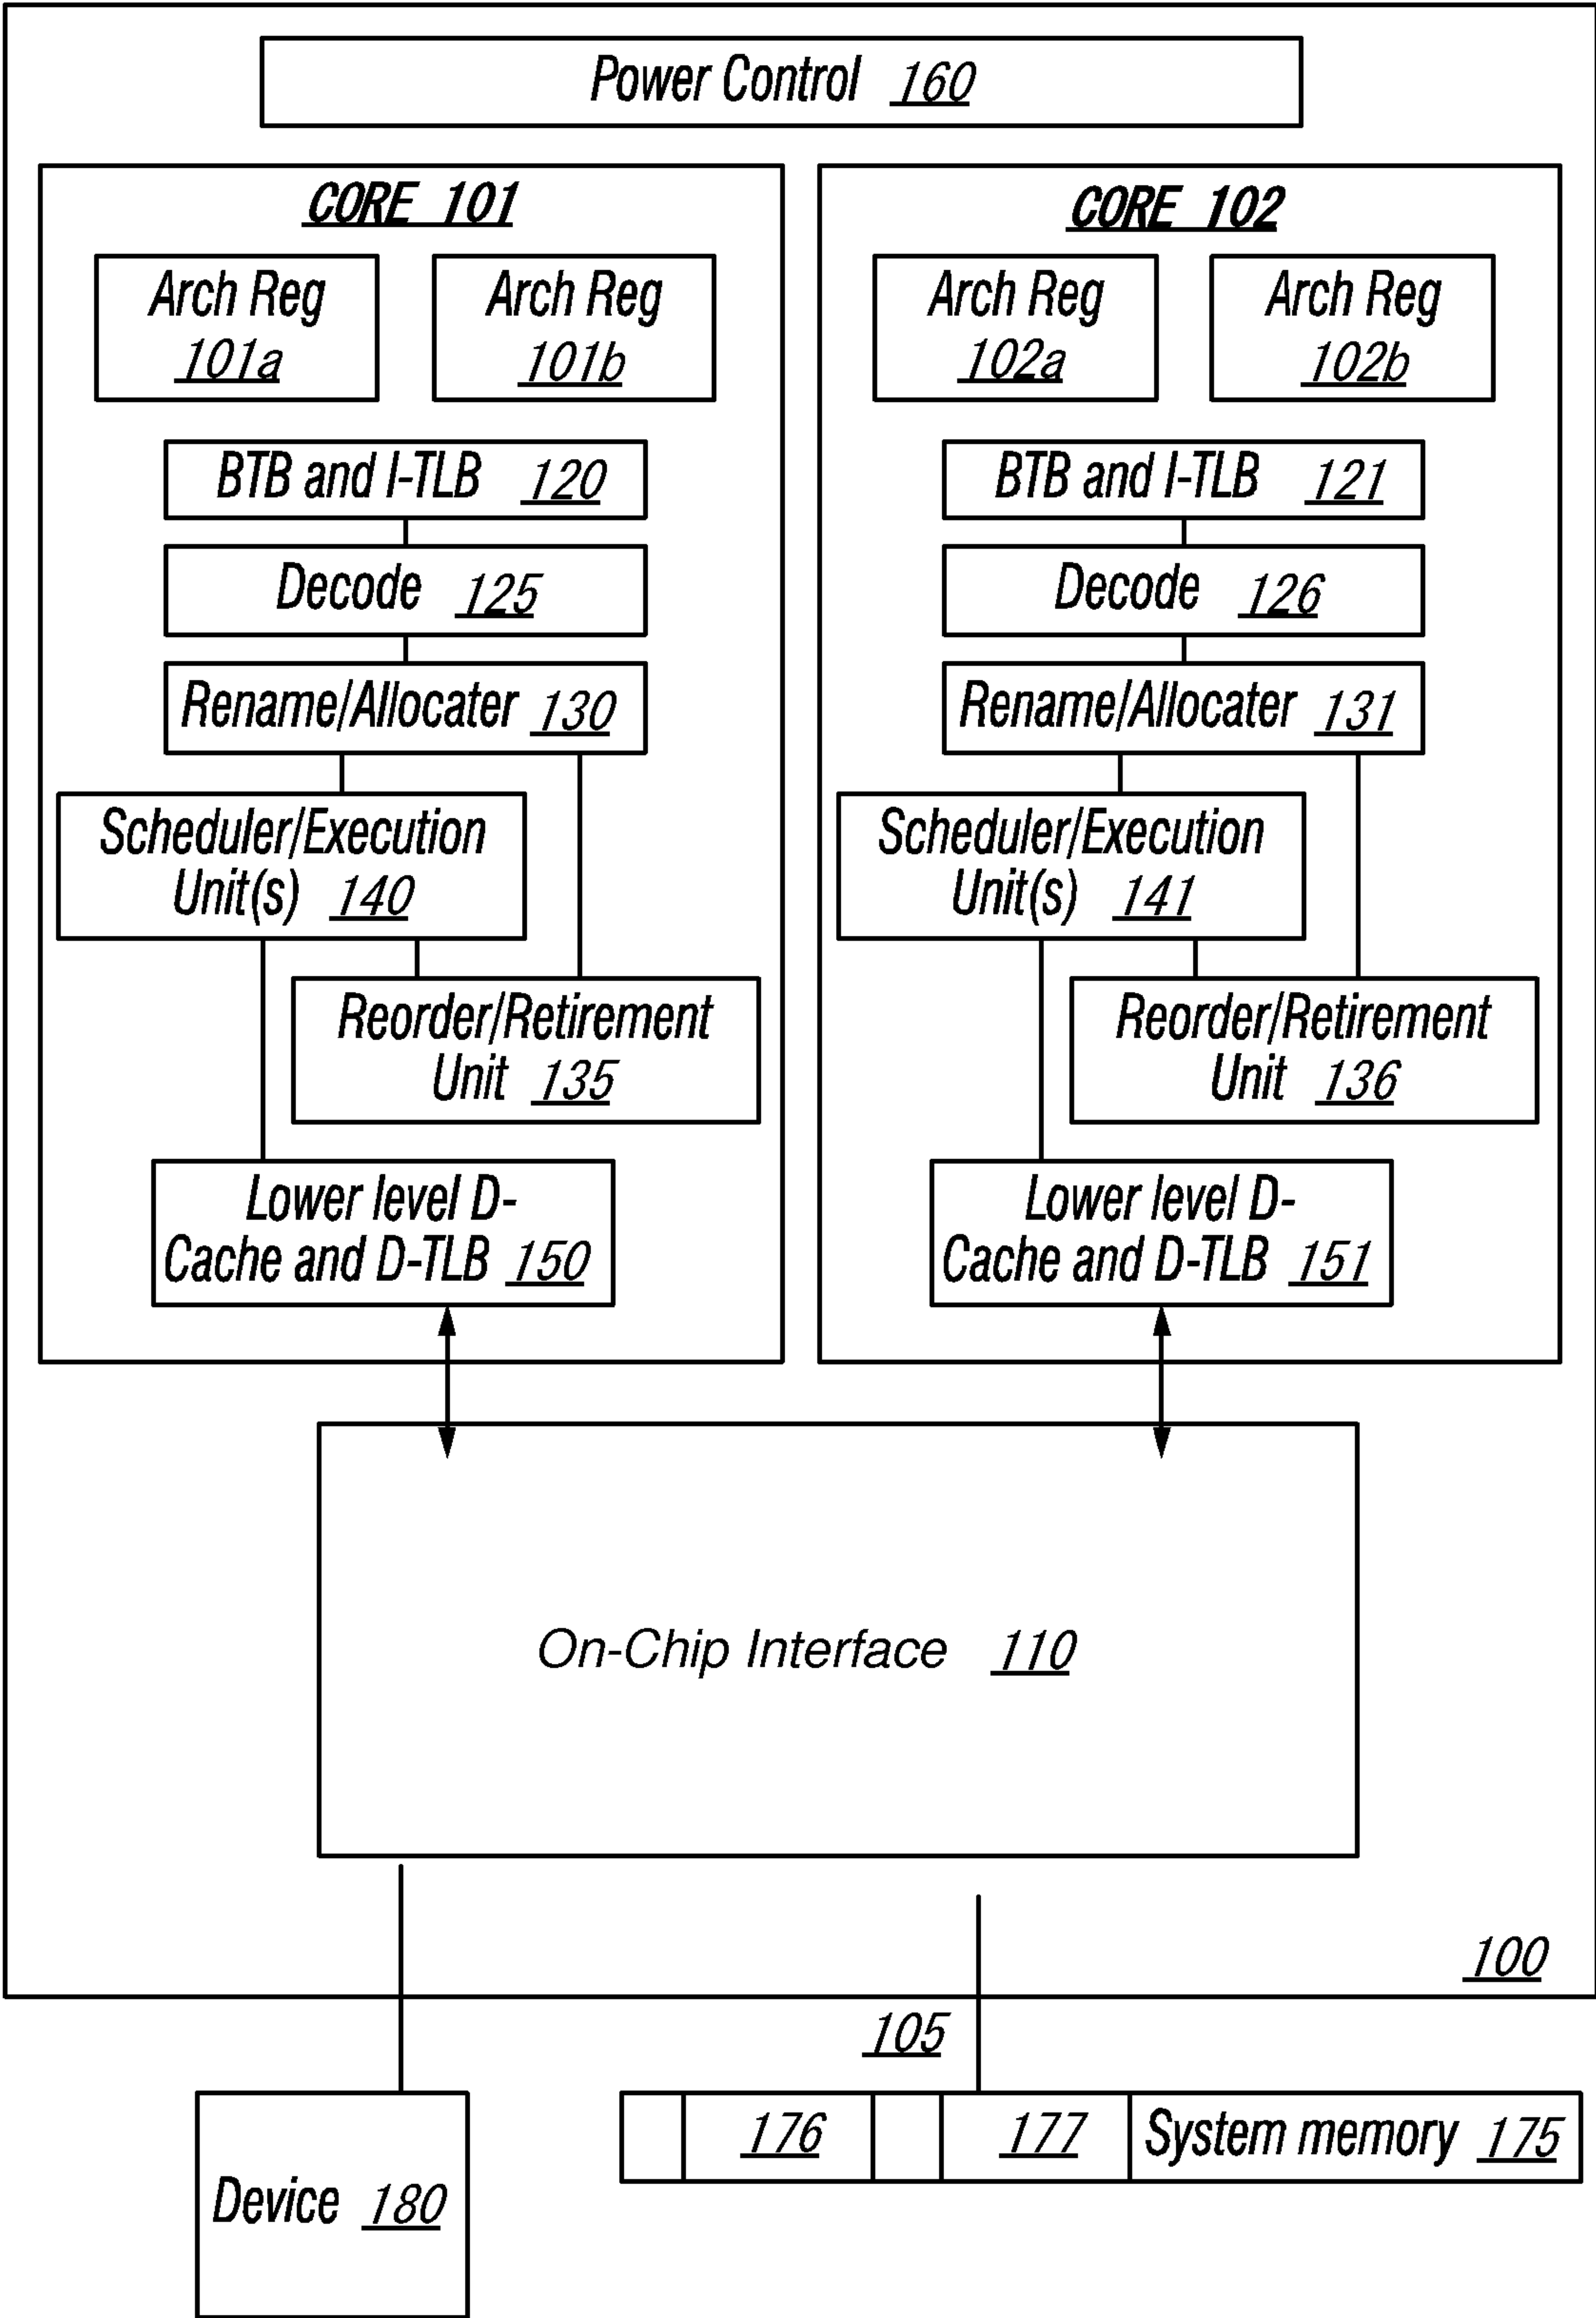 Power Control 160
CORE 101
Arch Reg
101a
Arch Reg
101b
BTB and I-TLB 120
Decode 125
Rename/Allocater 130
Scheduler/Execution
Unit(s) 140
Reorder/Retirement
Unit 135
Lower level D-
Cache and D-TLB 150
CORE 102
Arch Reg
102a
Arch Reg
102b
BTB and I-TLB 121
Decode 126
Rename/Allocater 131
Scheduler/Execution
Unit(s) 141
Reorder/Retirement
Unit 136
Lower level D-
Cache and D-TLB 151
On-Chip Interface 110
100
105
176
177
System memory 175
Device 180